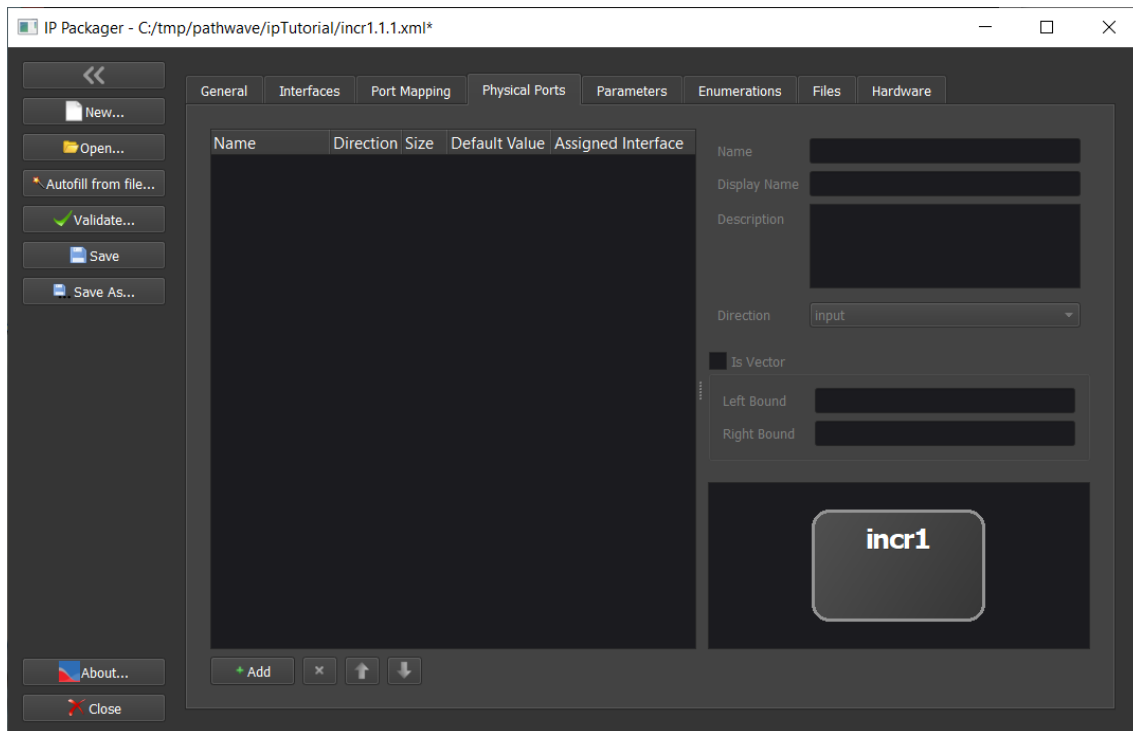 IP Packager - C:/tmp/pathwave/ipTutorial/incr1.1.1.xml*
New...
Open...
Autofill from file...
Validate...
Save
Save As...
About...
Close
General Interfaces Port Mapping Physical Ports Parameters Enumerations Files Hardware
Name Direction Size Default Value Assigned Interface
+ Add
Name
Display Name
Description
Direction input
Is Vector
Left Bound
Right Bound
incr1